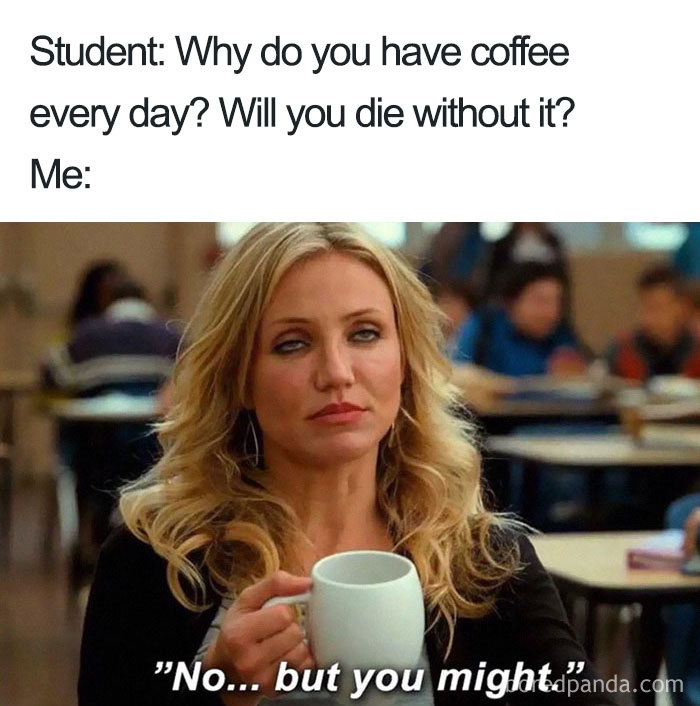 Student: Why do you have coffee
every day? Will you die without it?
Me:
”No... but you might.”
boredpanda.com